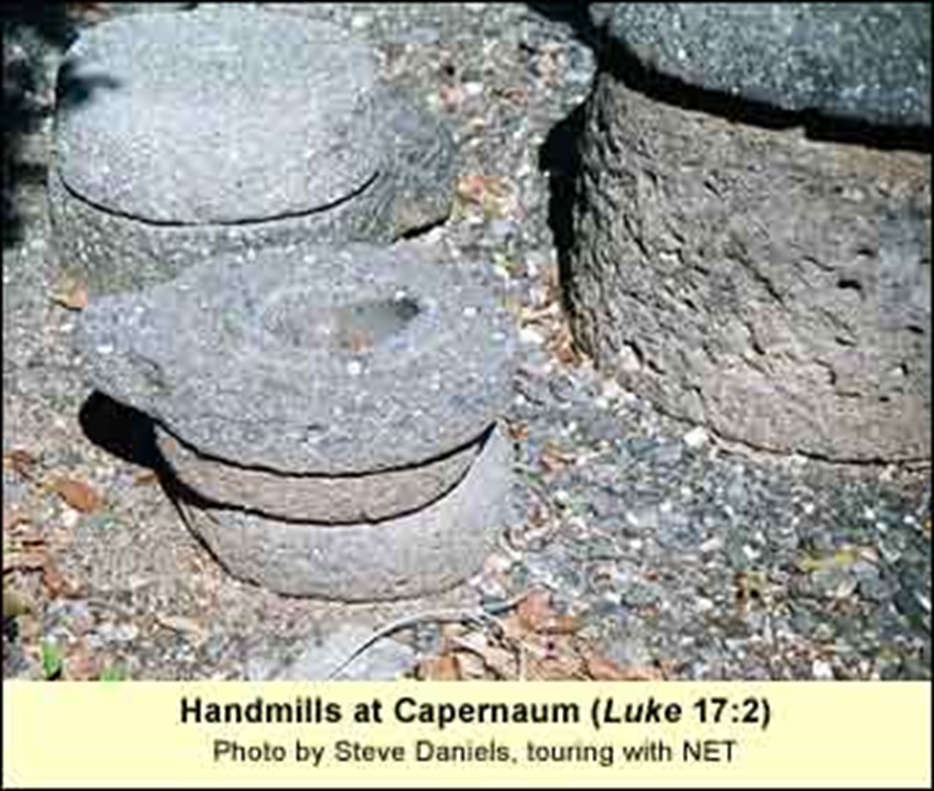 Handmills at Capernaum (Luke 17:2)
Photo by Steve Daniels, touring with NET